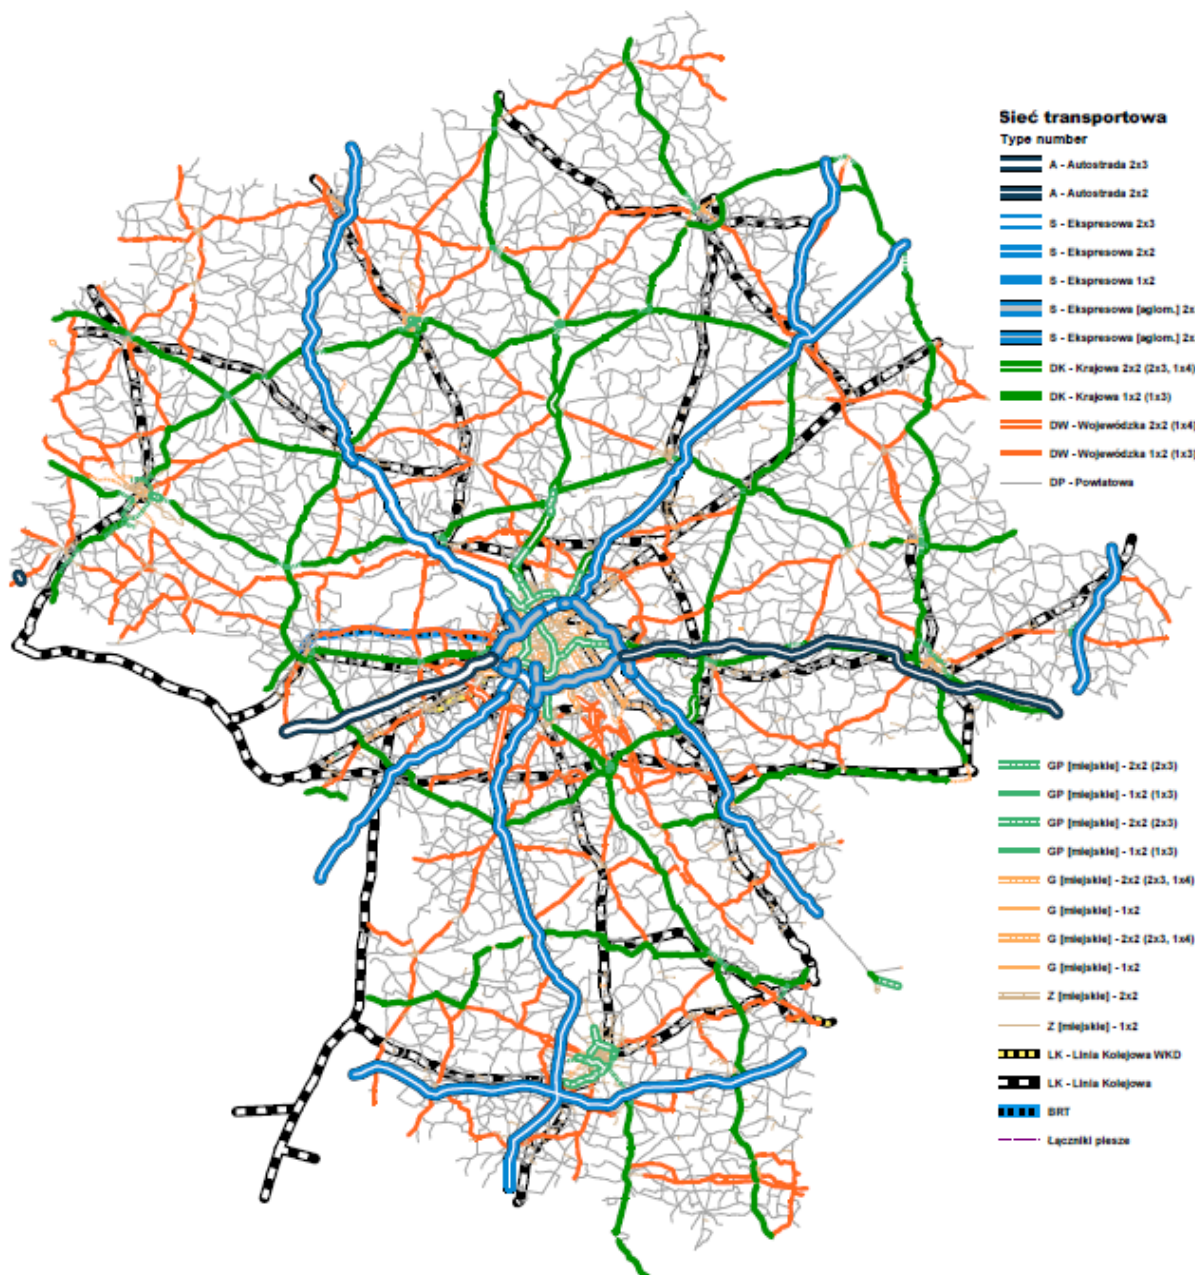 Sieć transportowa
Type number
A - Autostrada 2x3
A - Autostrada 2x2
S - Ekspresowa 2x3
S - Ekspresowa 2x2
S - Ekspresowa 1x2
S - Ekspresowa [aglom.] 2x
S - Ekspresowa [aglom.] 2x
DK - Krajowa 2x2 (2x3, 1x4)
DK - Krajowa 1x2 (1x3)
DW - Wojewódzka 2x2 (1x4)
DW - Wojewódzka 1x2 (1x3)
DP - Powiatowa
GP [miejskie] - 2x2 (2x3)
GP [miejskie] - 1x2 (1x3)
GP [miejskie] - 2x2 (2x3)
GP [miejskie] - 1x2 (1x3)
G [miejskie] - 2x2 (2x3, 1x4)
G [miejskie] - 1x2
G [miejskie] - 2x2 (2x3, 1x4)
G [miejskie] - 1x2
Z [miejskie] - 2x2
Z [miejskie] - 1x2
LK - Linia Kolejowa WKD
LK - Linia Kolejowa
BRT
Łączniki piesze